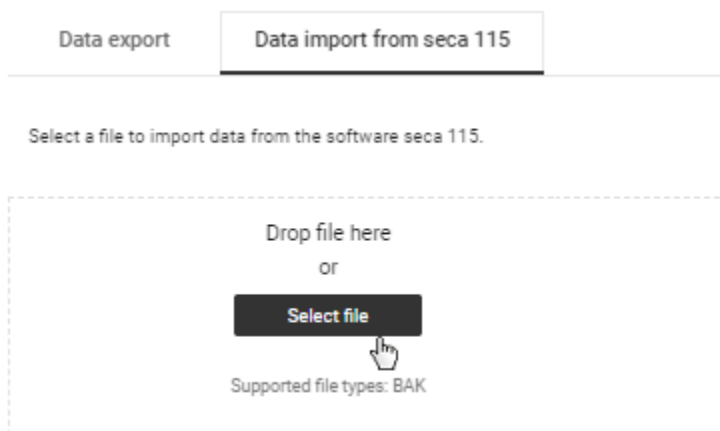 Data export
Data import from seca 115
Select a file to import data from the software seca 115.
Drop file here
or
Select file
Supported file types: BAK